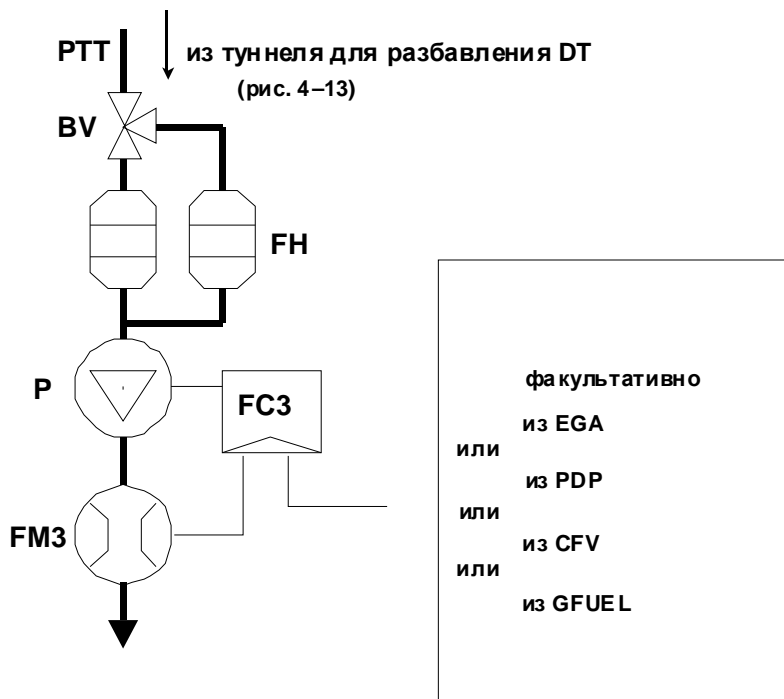 PTT
из туннеля для разбавления DT
(рис. 4–13)
BV
FH
P
FC3
FM3
факультативно
из EGA
или
из PDP
или
из CFV
или
из GFUEL